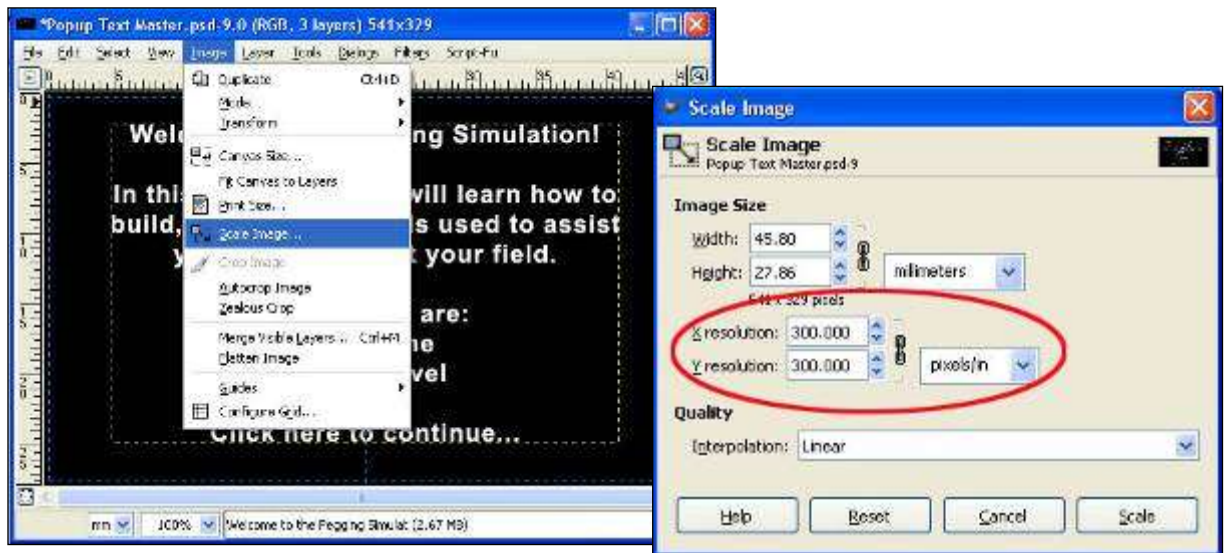 *Popup Text Master.psd-9.0 (RGB, 3 layers) 541x329
File Edit Select View Image Layer Tools Dialogs Filters Script-Fu
Duplicate Ctrl+D
Mode
Transform
Canvas Size...
Fit Canvas to Layers
Print Size...
Scale Image...
Crop Image
Autocrop Image
Zealous Crop
Merge Visible Layers... Ctrl+M
Flatten Image
Guides
Configure Grid...
Welc ng Simulation!
In thi will learn how to
build, s used to assist
y t your field.
are:
ne
vel
Click here to continue...
mm 100% Welcome to the Pegging Simulat (2.67 MB)
Scale Image
Scale Image
Popup Text Master.psd-9
Image Size
Width: 45.80
Height: 27.86 milimeters
541 x 329 pixels
X resolution: 300.000
Y resolution: 300.000 pixels/in
Quality
Interpolation: Linear
Help Reset Cancel Scale